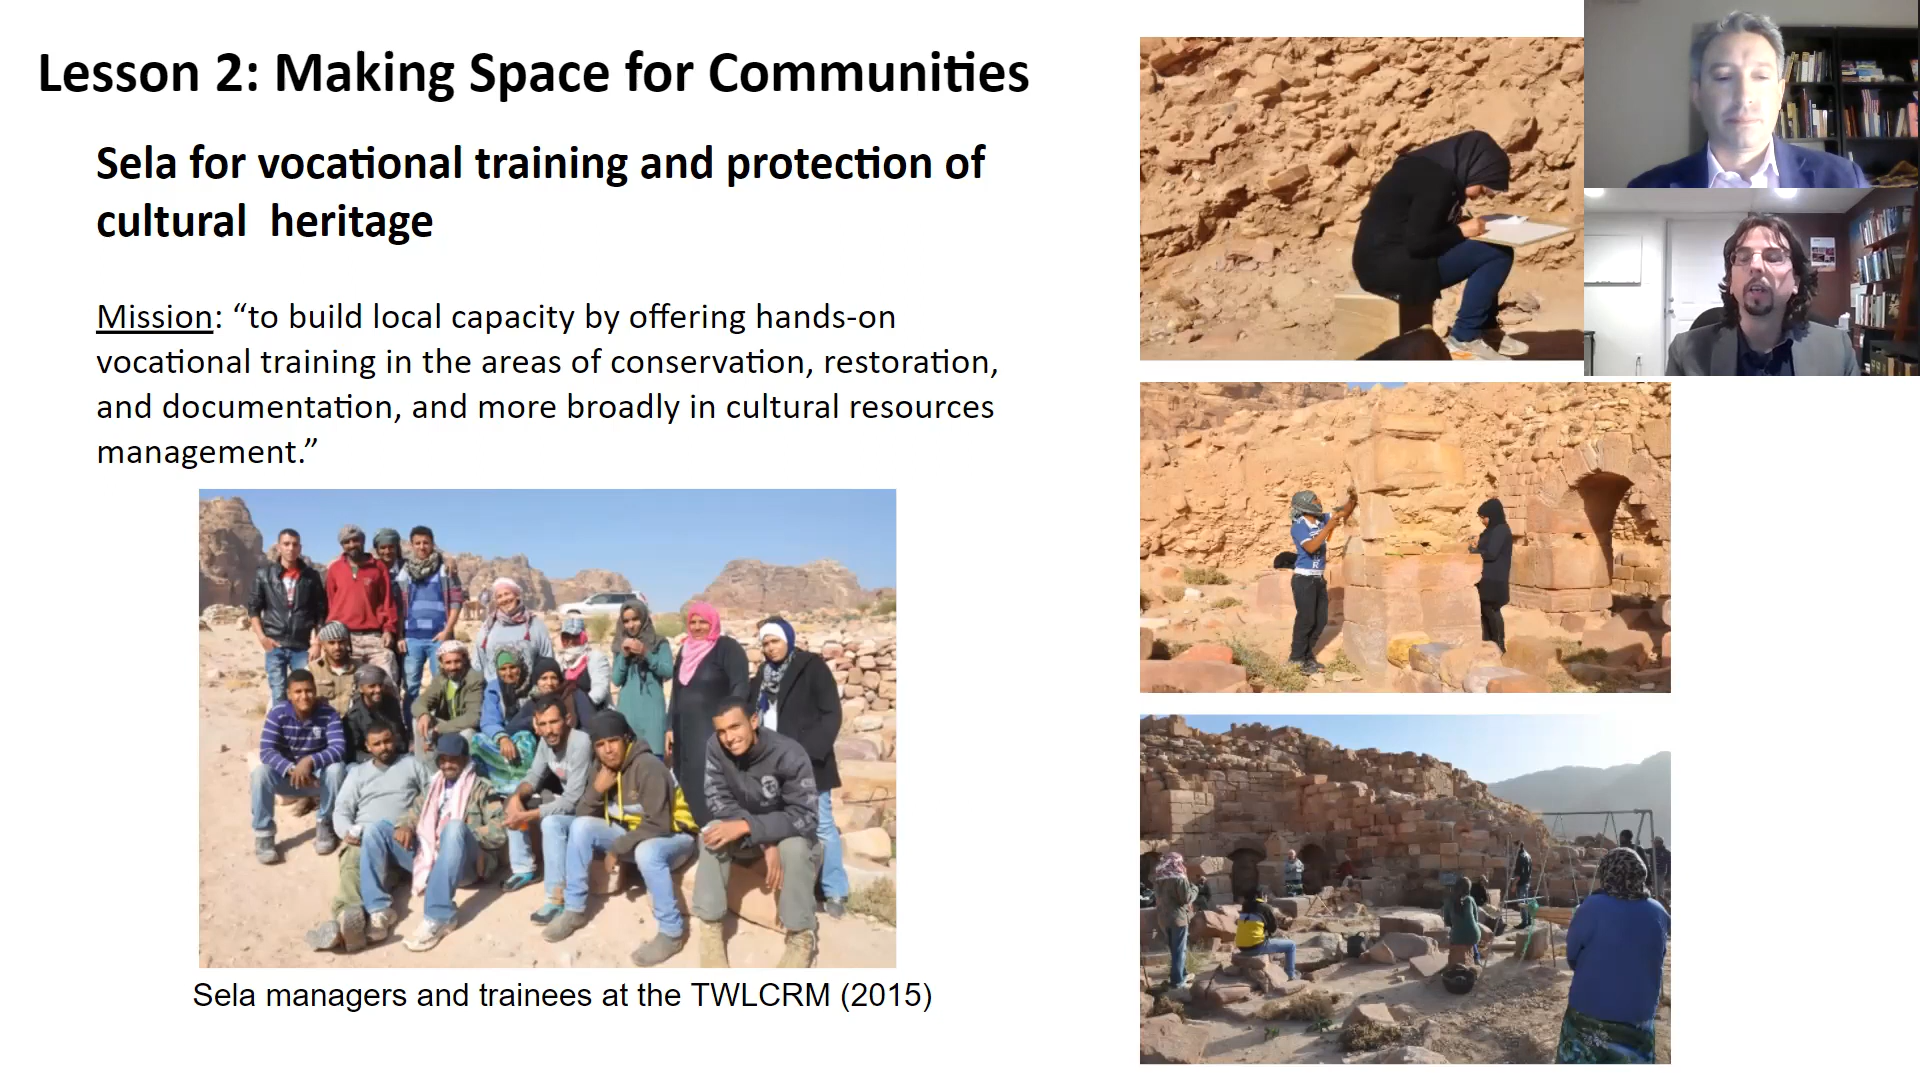 Lesson 2: Making Space for Communities
Sela for vocational training and protection of
cultural heritage
Mission: “to build local capacity by offering hands-on
vocational training in the areas of conservation, restoration,
and documentation, and more broadly in cultural resources
management.”
Sela managers and trainees at the TWLCRM (2015)